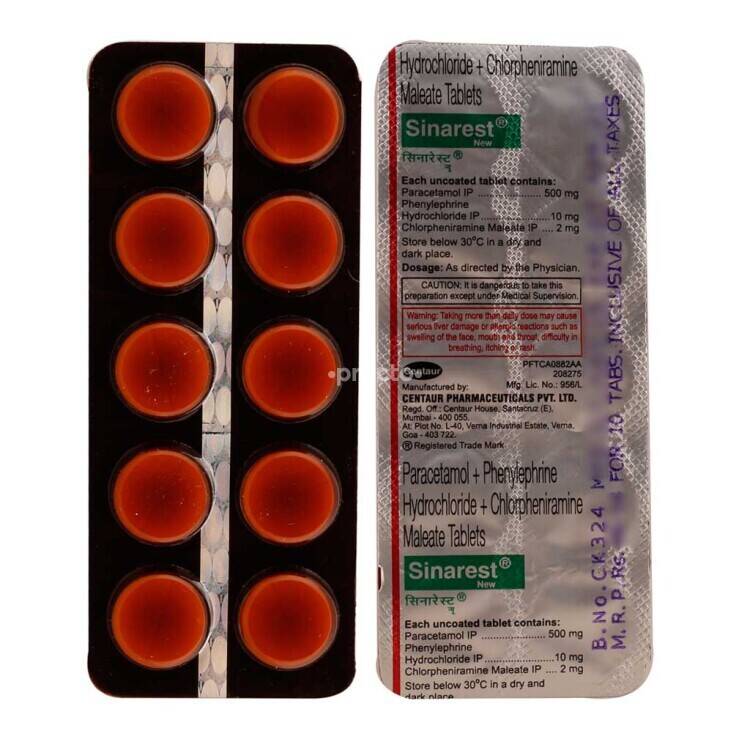 Hydrochloride + Chlorpheniramine
Maleate Tablets
Sinarest®
New
सिनारेस्ट®
न्यू
Each uncoated tablet contains:
Paracetamol IP ................ 500 mg
Phenylephrine
Hydrochloride IP ................ 10 mg
Chlorpheniramine Maleate IP .... 2 mg
Store below 30°C in a dry and
dark place.
Dosage: As directed by the Physician.
CAUTION: It is dangerous to take this
preparation except under Medical Supervision.
Warning: Taking more than daily dose may cause
serious liver damage or allergic reactions such as
swelling of the face, mouth and throat, difficulty in
breathing, itching or rash.
PFTCA0882AA
208275
Centaur
Manufactured by:
Mfg. Lic. No.: 956/L
CENTAUR PHARMACEUTICALS PVT. LTD.
Regd. Off.: Centaur House, Santacruz (E),
Mumbai - 400 055.
At: Plot No. L-40, Verna Industrial Estate, Verna,
Goa - 403 722.
® Registered Trade Mark
Paracetamol + Phenylephrine
Hydrochloride + Chlorpheniramine
Maleate Tablets
Sinarest®
New
सिनारेस्ट®
न्यू
Each uncoated tablet contains:
Paracetamol IP ................ 500 mg
Phenylephrine
Hydrochloride IP ................ 10 mg
Chlorpheniramine Maleate IP .... 2 mg
Store below 30°C in a dry and
dark place
B.NO.CK324 M
M.R.P.Rs. FOR 10 TABS. INCLUSIVE OF ALL TAXES
•practo•